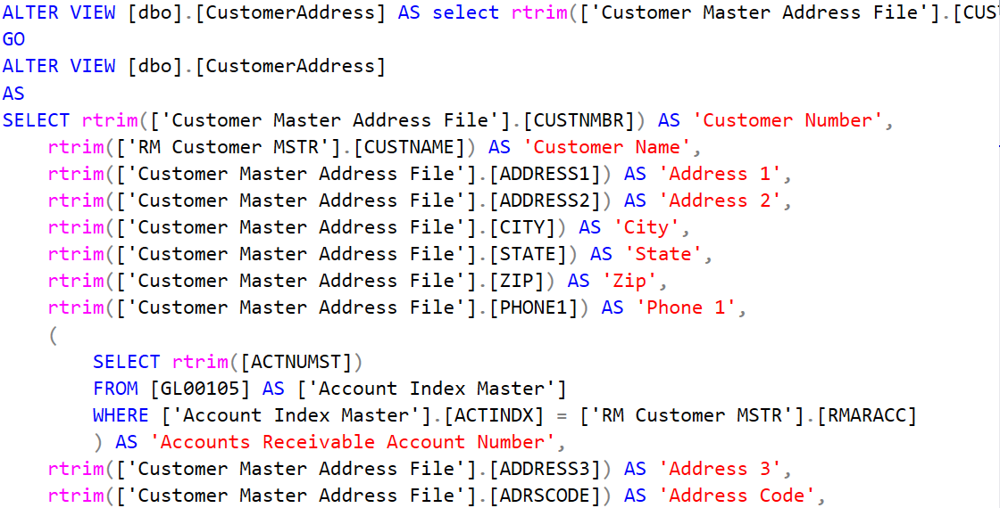 ALTER VIEW [dbo].[CustomerAddress] AS select rtrim(['Customer Master Address File'].[CUS
GO
ALTER VIEW [dbo].[CustomerAddress]
AS
SELECT rtrim(['Customer Master Address File'].[CUSTNMBR]) AS 'Customer Number',
    rtrim(['RM Customer MSTR'].[CUSTNAME]) AS 'Customer Name',
    rtrim(['Customer Master Address File'].[ADDRESS1]) AS 'Address 1',
    rtrim(['Customer Master Address File'].[ADDRESS2]) AS 'Address 2',
    rtrim(['Customer Master Address File'].[CITY]) AS 'City',
    rtrim(['Customer Master Address File'].[STATE]) AS 'State',
    rtrim(['Customer Master Address File'].[ZIP]) AS 'Zip',
    rtrim(['Customer Master Address File'].[PHONE1]) AS 'Phone 1',
    (
        SELECT rtrim([ACTNUMST])
        FROM [GL00105] AS ['Account Index Master']
        WHERE ['Account Index Master'].[ACTINDX] = ['RM Customer MSTR'].[RMARACC]
        ) AS 'Accounts Receivable Account Number',
    rtrim(['Customer Master Address File'].[ADDRESS3]) AS 'Address 3',
    rtrim(['Customer Master Address File'].[ADRSCODE]) AS 'Address Code',